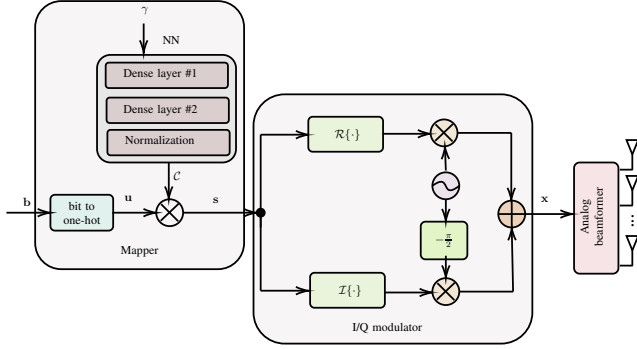 γ
NN
Dense layer #1
Dense layer #2
Normalization
𝒞
b
bit to
one-hot
u
s
Mapper
ℛ{·}
−π/2
ℐ{·}
I/Q modulator
x
Analog
beamformer
...